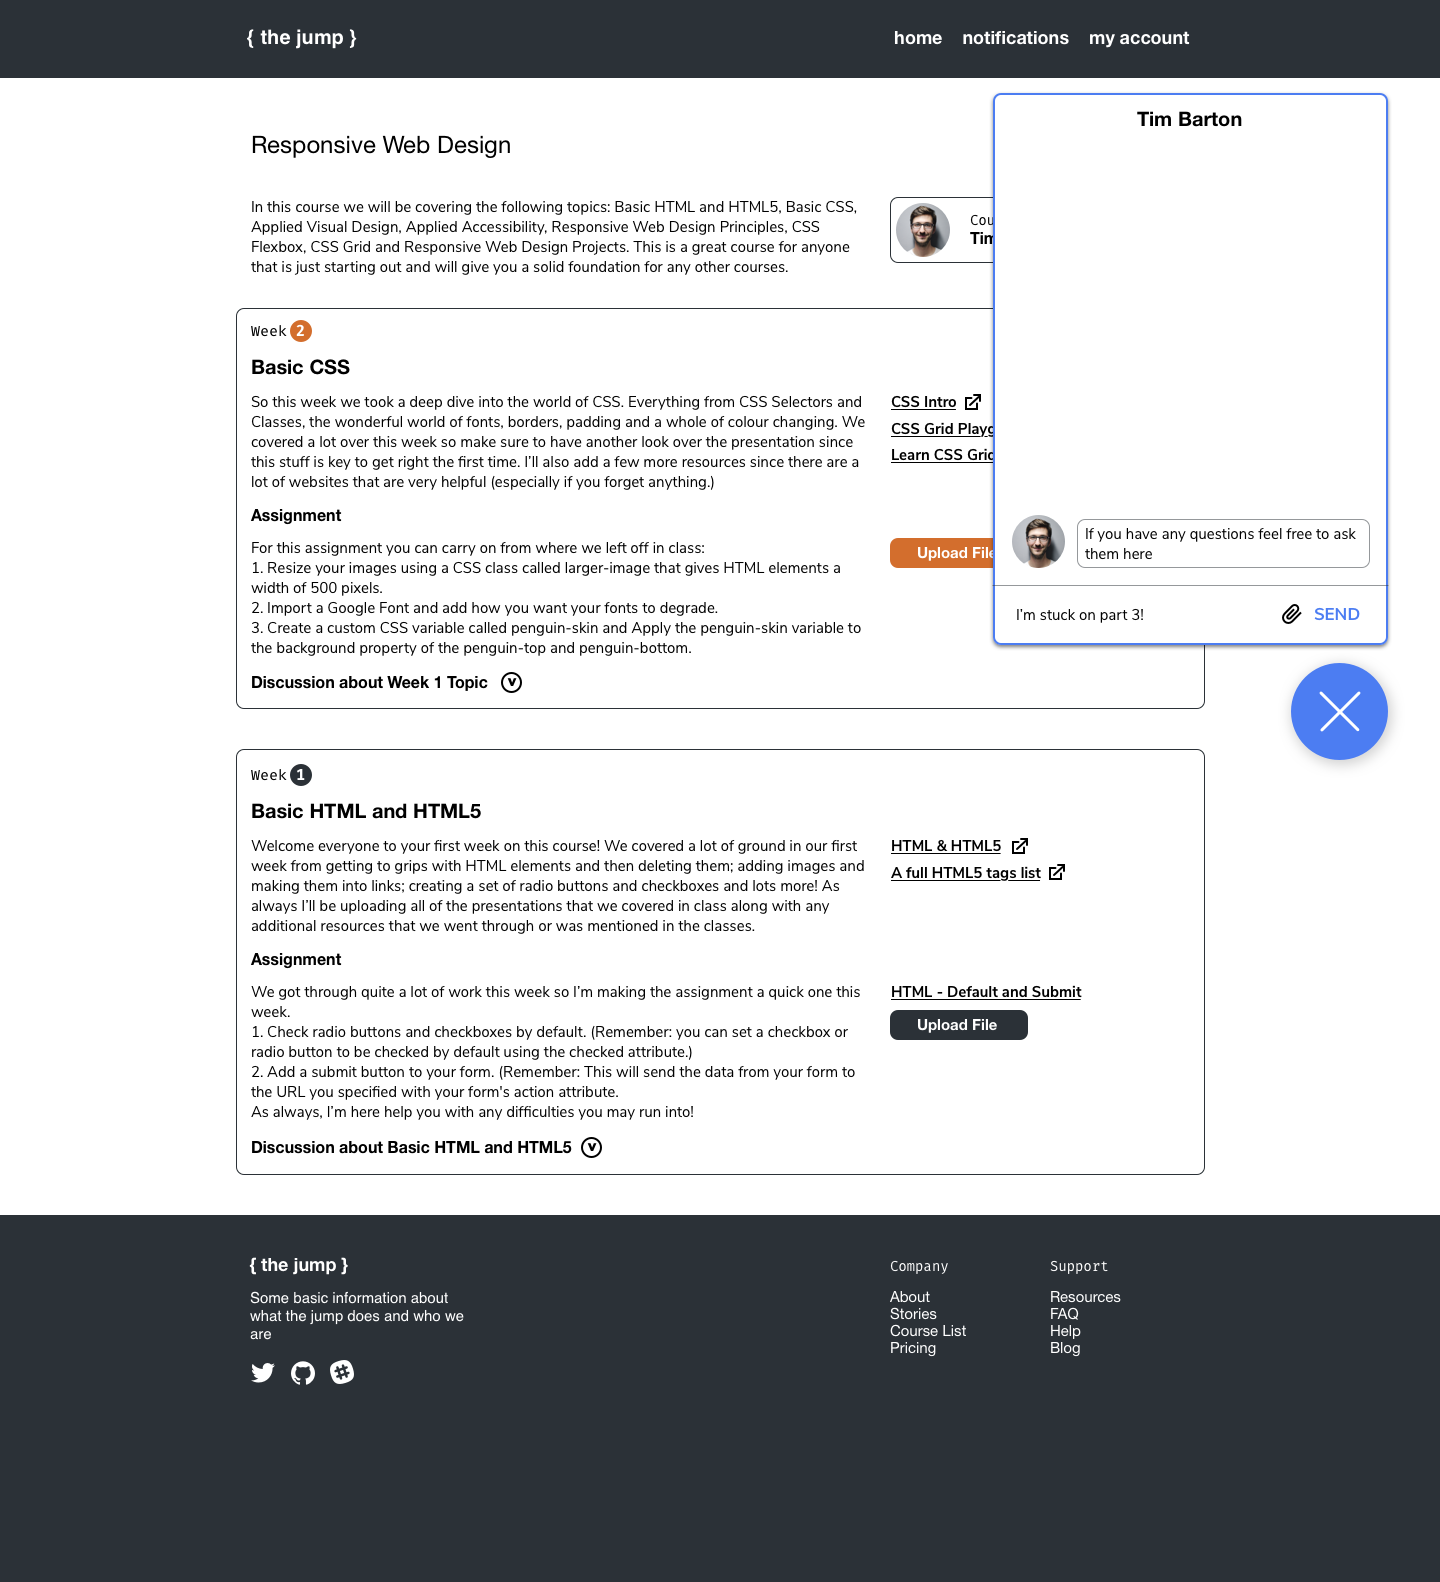 { the jump }
home notifications my account
Responsive Web Design
In this course we will be covering the following topics: Basic HTML and HTML5, Basic CSS,
Applied Visual Design, Applied Accessibility, Responsive Web Design Principles, CSS
Flexbox, CSS Grid and Responsive Web Design Projects. This is a great course for anyone
that is just starting out and will give you a solid foundation for any other courses.
Week 2
Basic CSS
So this week we took a deep dive into the world of CSS. Everything from CSS Selectors and
Classes, the wonderful world of fonts, borders, padding and a whole of colour changing. We
covered a lot over this week so make sure to have another look over the presentation since
this stuff is key to get right the first time. I’ll also add a few more resources since there are a
lot of websites that are very helpful (especially if you forget anything.)
CSS Intro
CSS Grid
Learn CSS Grid
Assignment
For this assignment you can carry on from where we left off in class:
1. Resize your images using a CSS class called larger-image that gives HTML elements a
width of 500 pixels.
2. Import a Google Font and add how you want your fonts to degrade.
3. Create a custom CSS variable called penguin-skin and Apply the penguin-skin variable to
the background property of the penguin-top and penguin-bottom.
Upload File
Discussion about Week 1 Topic v
Tim Barton
If you have any questions feel free to ask
them here
I’m stuck on part 3!
SEND
Week 1
Basic HTML and HTML5
Welcome everyone to your first week on this course! We covered a lot of ground in our first
week from getting to grips with HTML elements and then deleting them; adding images and
making them into links; creating a set of radio buttons and checkboxes and lots more! As
always I’ll be uploading all of the presentations that we covered in class along with any
additional resources that we went through or was mentioned in the classes.
HTML & HTML5
A full HTML5 tags list
Assignment
We got through quite a lot of work this week so I’m making the assignment a quick one this
week.
1. Check radio buttons and checkboxes by default. (Remember: you can set a checkbox or
radio button to be checked by default using the checked attribute.)
2. Add a submit button to your form. (Remember: This will send the data from your form to
the URL you specified with your form's action attribute.
As always, I’m here help you with any difficulties you may run into!
HTML - Default and Submit
Upload File
Discussion about Basic HTML and HTML5 v
{ the jump }
Some basic information about
what the jump does and who we
are
Company
About
Stories
Course List
Pricing
Support
Resources
FAQ
Help
Blog